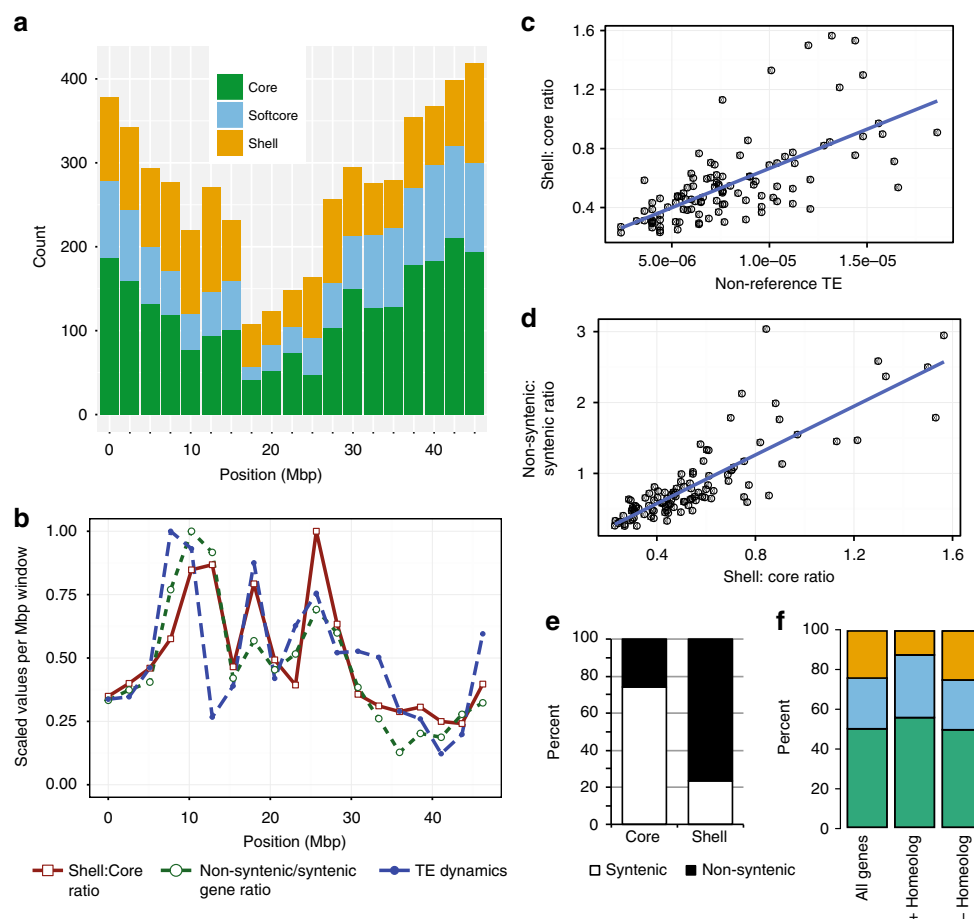 a
400
300
200
100
0
Count
Core
Softcore
Shell
0
10
20
30
40
Position (Mbp)
b
1.00
0.75
0.50
0.25
0.00
Scaled values per Mbp window
0
10
20
30
40
Position (Mbp)
Shell:Core
ratio
Non-syntenic/syntenic
gene ratio
TE dynamics
c
1.6
1.2
0.8
0.4
Shell: core ratio
5.0e−06
1.0e−05
1.5e−05
Non-reference TE
d
3
2
1
Non-syntenic:
syntenic ratio
0.4
0.8
1.2
1.6
Shell: core ratio
e
100
80
60
40
20
0
Percent
Core
Shell
Syntenic
Non-syntenic
f
100
80
60
40
20
0
Percent
All genes
+ Homeolog
− Homeolog